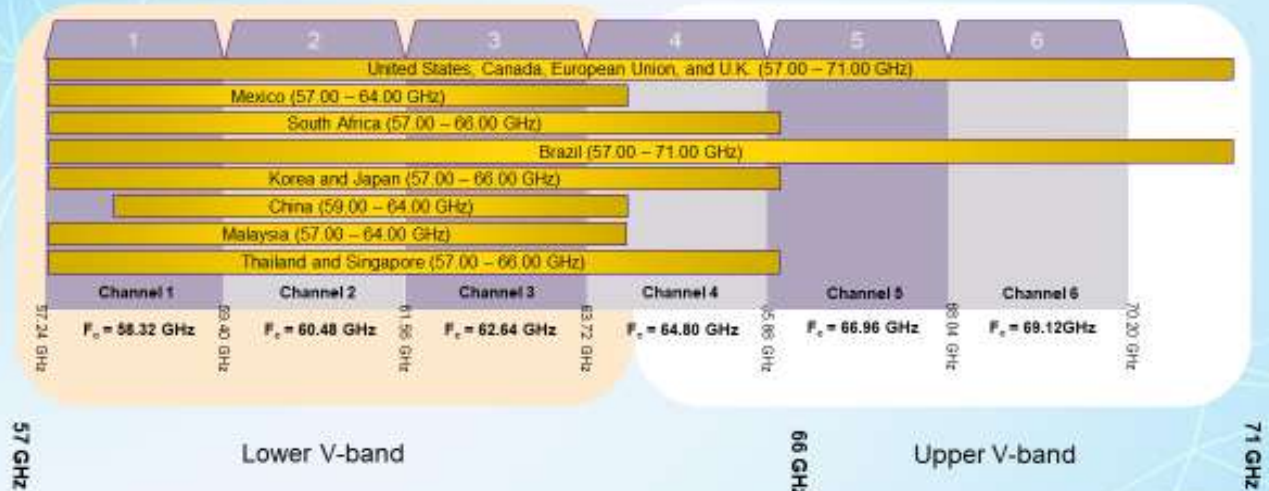 1 2 3 4 5 6
United States, Canada, European Union, and U.K. (57.00 – 71.00 GHz)
Mexico (57.00 – 64.00 GHz)
South Africa (57.00 – 66.00 GHz)
Brazil (57.00 – 71.00 GHz)
Korea and Japan (57.00 – 66.00 GHz)
China (59.00 – 64.00 GHz)
Malaysia (57.00 – 64.00 GHz)
Thailand and Singapore (57.00 – 66.00 GHz)
Channel 1 Channel 2 Channel 3 Channel 4 Channel 5 Channel 6
57.24 GHz 59.40 GHz 61.56 GHz 63.72 GHz 65.88 GHz 68.04 GHz 70.20 GHz
Fc = 58.32 GHz Fc = 60.48 GHz Fc = 62.64 GHz Fc = 64.80 GHz Fc = 66.96 GHz Fc = 69.12GHz
57 GHz Lower V-band 66 GHz Upper V-band 71 GHz